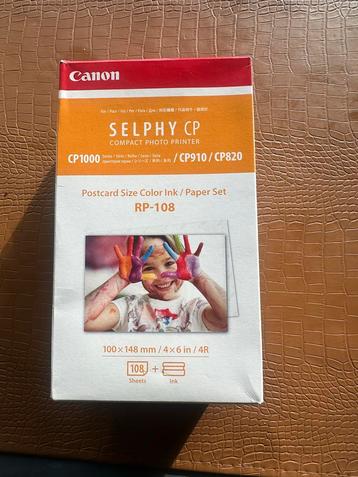 Canon
SELPHY CP
COMPACT PHOTO PRINTER
CP1000 / CP910 / CP820
Postcard Size Color Ink / Paper Set
RP-108
100 × 148 mm / 4 × 6 in / 4R
108 +
Sheets Ink